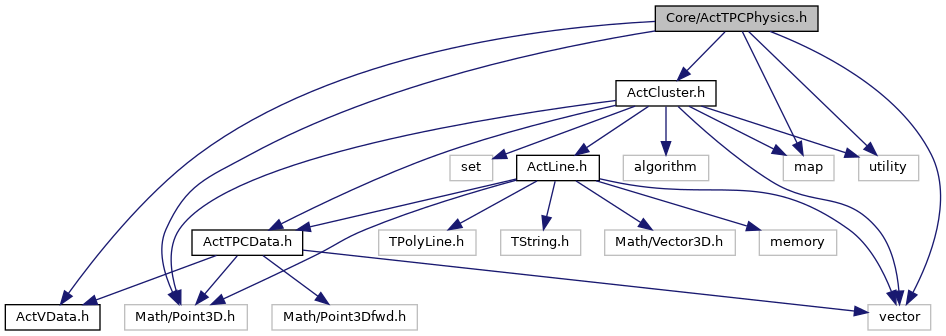 Core/ActTPCPhysics.h
ActCluster.h
set
ActLine.h
algorithm
map
utility
ActTPCData.h
TPolyLine.h
TString.h
Math/Vector3D.h
memory
ActVData.h
Math/Point3D.h
Math/Point3Dfwd.h
vector